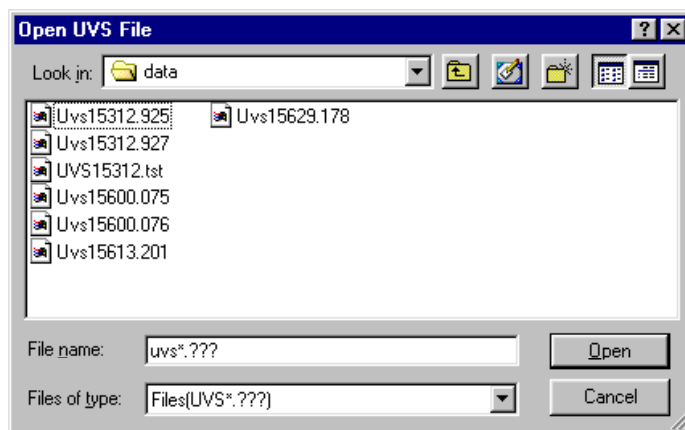 Open UVS File
Look in: data
Uvs15312.925 Uvs15629.178
Uvs15312.927
UVS15312.tst
Uvs15600.075
Uvs15600.076
Uvs15613.201
File name: uvs*.??? Open
Files of type: Files(UVS*.???) Cancel